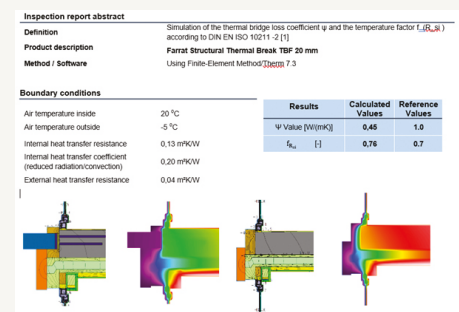 Inspection report abstract
Definition
Simulation of the thermal bridge loss coefficient ψ and the temperature factor f_(R_si )
according to DIN EN ISO 10211 -2 [1]
Product description
Farrat Structural Thermal Break TBF 20 mm
Method / Software
Using Finite-Element Method/Therm 7.3
Boundary conditions
Air temperature inside 20 °C
Air temperature outside -5 °C
Internal heat transfer resistance 0,13 m²K/W
Internal heat transfer coefficient
(reduced radiation/convection) 0,20 m²K/W
External heat transfer resistance 0,04 m²K/W
Results Calculated Values Reference Values
Ψ Value [W/(mK)] 0,45 1.0
fRsi [-] 0,76 0.7